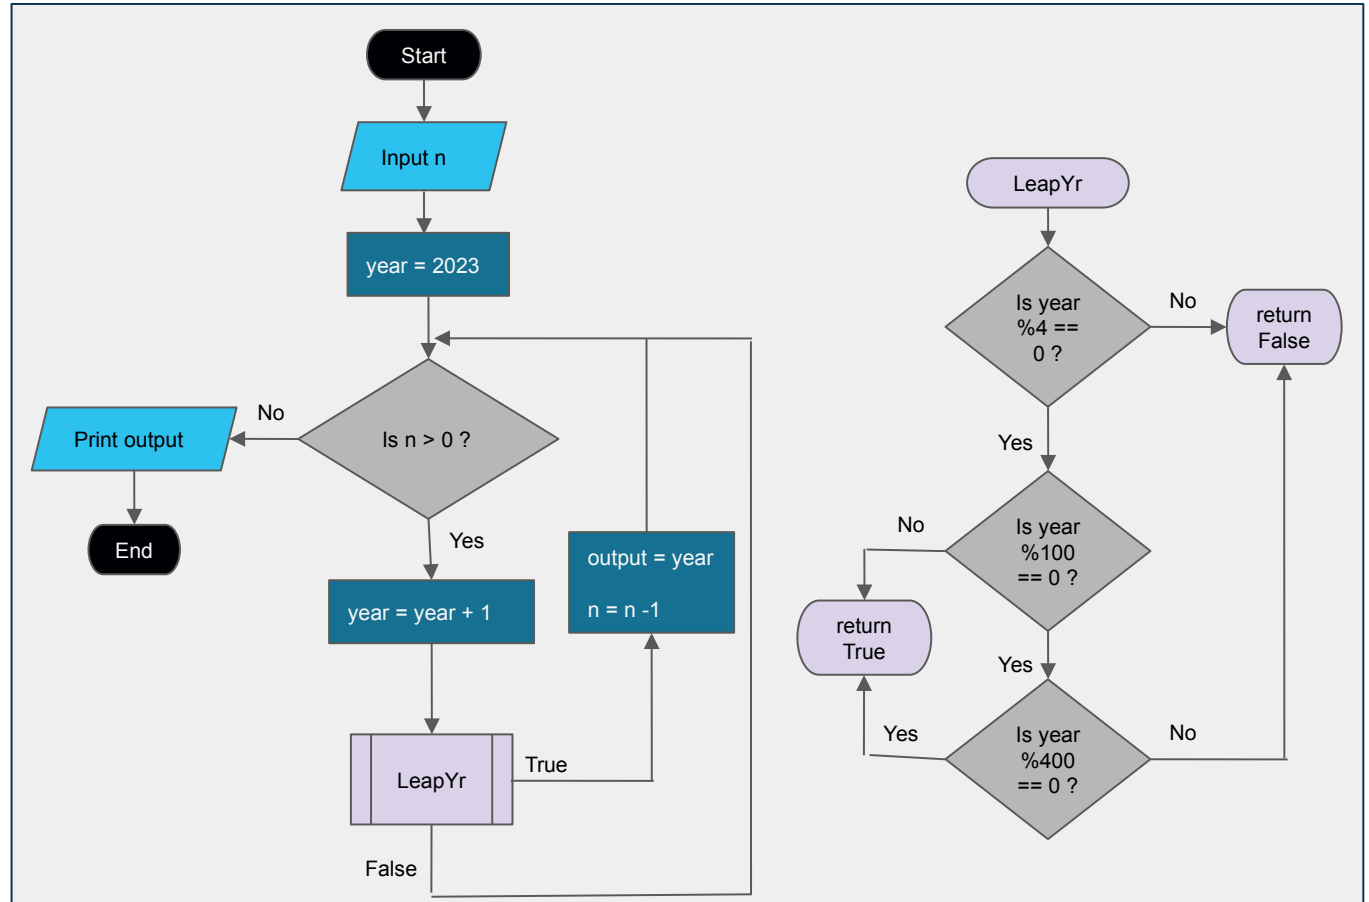 Start
Input n
year = 2023
Is n > 0 ?
No
Print output
End
Yes
year = year + 1
output = year
n = n -1
LeapYr
True
False
LeapYr
Is year
%4 ==
0 ?
No
return
False
Yes
Is year
%100
== 0 ?
No
return
True
Yes
Is year
%400
== 0 ?
Yes
No